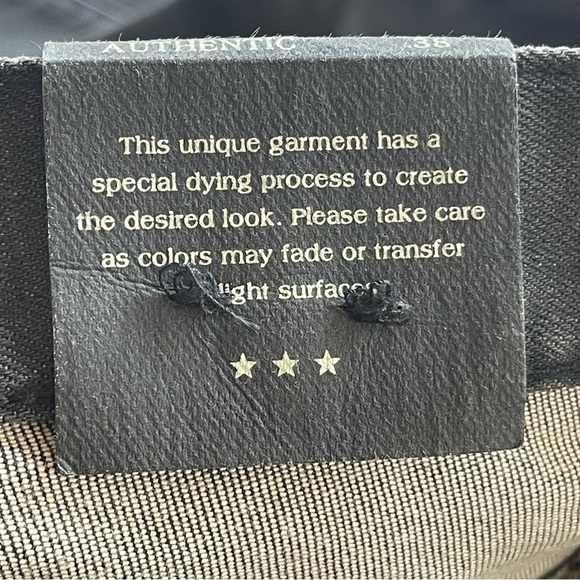 AUTHENTIC 38
This unique garment has a
special dying process to create
the desired look. Please take care
as colors may fade or transfer
light surfaces